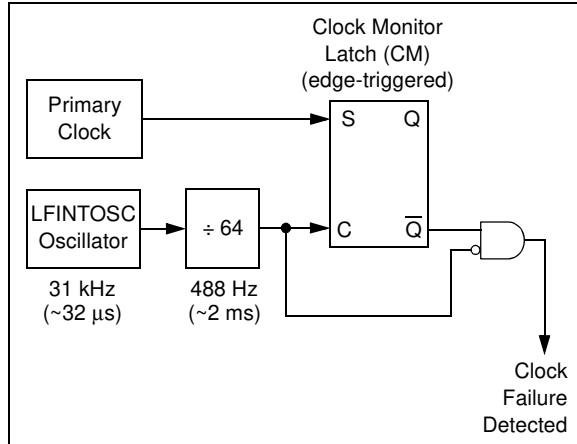 Clock Monitor
Latch (CM)
(edge-triggered)
Primary
Clock
S
Q
LFINTOSC
Oscillator
÷ 64
C
Q̅
31 kHz
(~32 μs)
488 Hz
(~2 ms)
Clock
Failure
Detected